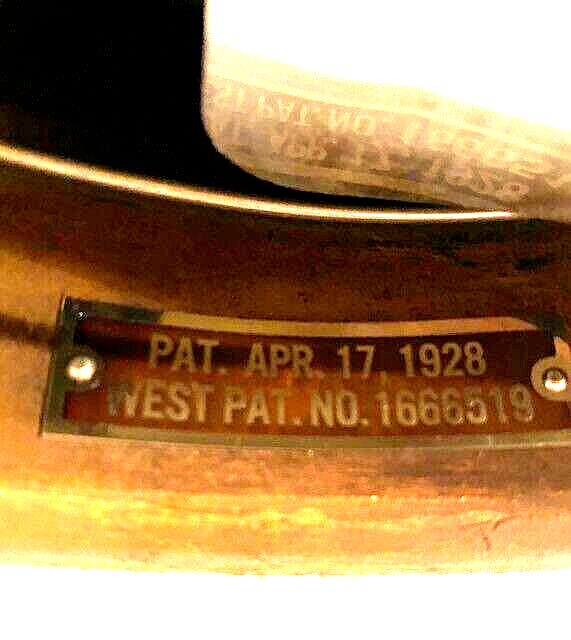 PAT. APR. 17, 1928
WEST PAT. NO. 1666519